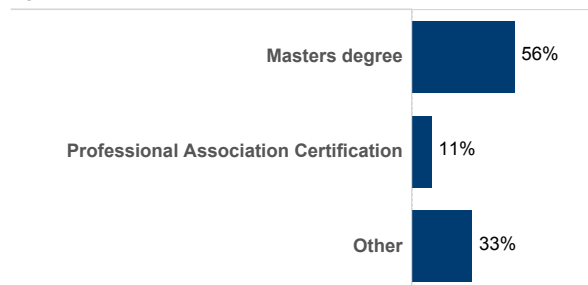 Masters degree 56%
Professional Association Certification 11%
Other 33%